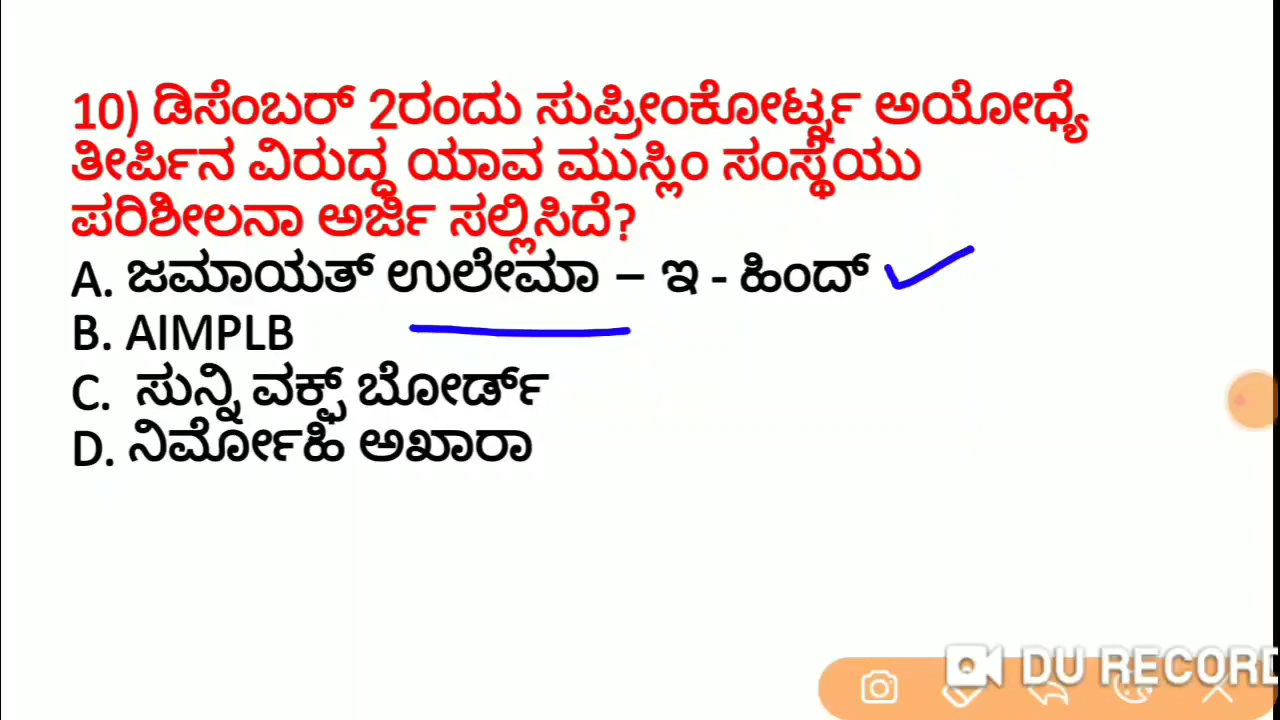 10) ಡಿಸೆಂಬರ್ 2ರಂದು ಸುಪ್ರೀಂಕೋರ್ಟ್ನ ಅಯೋಧ್ಯೆ
ತೀರ್ಪಿನ ವಿರುದ್ಧ ಯಾವ ಮುಸ್ಲಿಂ ಸಂಸ್ಥೆಯು
ಪರಿಶೀಲನಾ ಅರ್ಜಿ ಸಲ್ಲಿಸಿದೆ?
A. ಜಮಾಯತ್ ಉಲೇಮಾ – ಇ - ಹಿಂದ್
B. AIMPLB
C. ಸುನ್ನಿ ವಕ್ಫ್ ಬೋರ್ಡ್
D. ನಿರ್ಮೋಹಿ ಅಖಾರಾ
DU RECORD